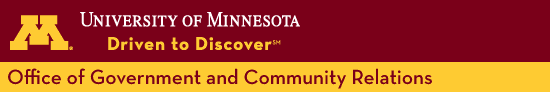 M
University of Minnesota
Driven to Discover℠
Office of Government and Community Relations